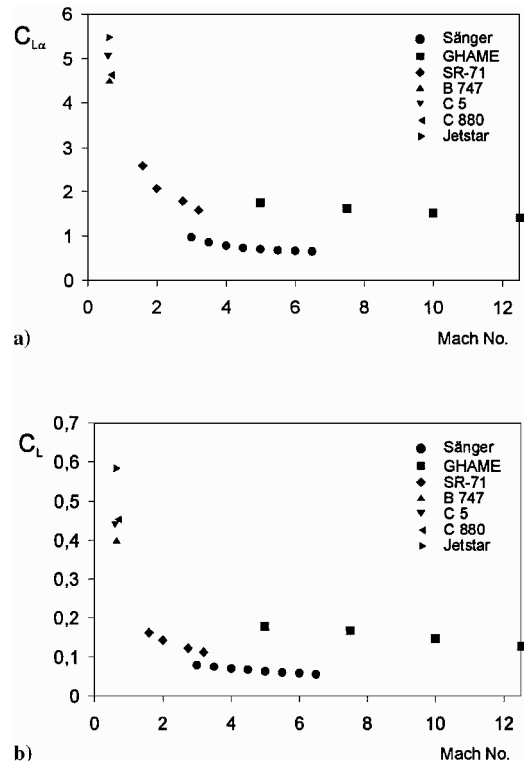 C_Lα
6
5
4
3
2
1
0
Sänger
GHAME
SR-71
B 747
C 5
C 880
Jetstar
0 2 4 6 8 10 12
a)
Mach No.
C_L
0,7
0,6
0,5
0,4
0,3
0,2
0,1
0
Sänger
GHAME
SR-71
B 747
C 5
C 880
Jetstar
0 2 4 6 8 10 12
b)
Mach No.